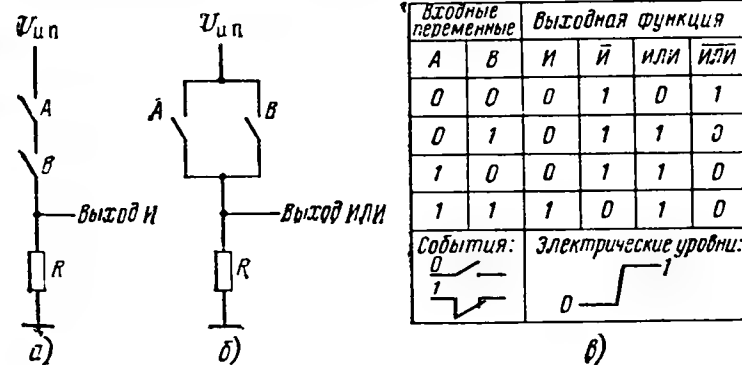 Uип
A
B
Выход И
R
а)
Uип
A
B
Выход ИЛИ
R
б)
Входные переменные
Выходная функция
A B И И̅ ИЛИ И̅Л̅И̅
0 0 0 1 0 1
0 1 0 1 1 0
1 0 0 1 1 0
1 1 1 0 1 0
События:
0
1
Электрические уровни:
0
1
в)